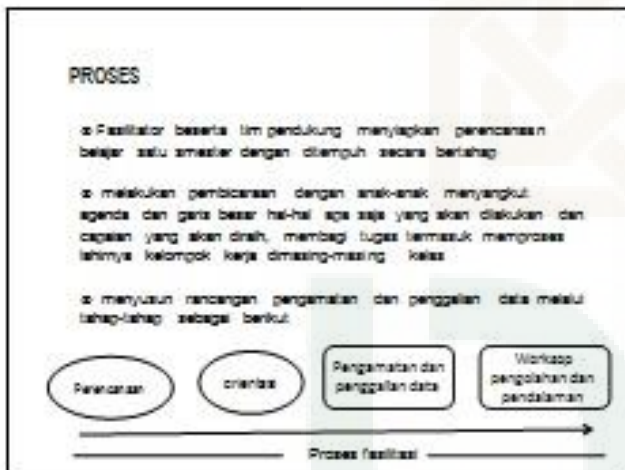 PROSES
Fasilitator beserta tim pendukung menyiapkan perencanaan
belajar satu smester dengan ditempuh secara bertahap
melakukan pembicaraan dengan anak-anak menyangkut
agenda dan garis besar hal-hal apa saja yang akan dilakukan dan
capaian yang akan diraih, membagi tugas termasuk memproses
lahirnya kelompok kerja dimasing-masing kelas
menyusun rancangan pengamatan dan penggalian data melalui
tahap-tahap sebagai berikut
Perencanaan
orientasi
Pengamatan dan
penggalian data
Worksop
pengolahan dan
pendalaman
Proses fasilitasi